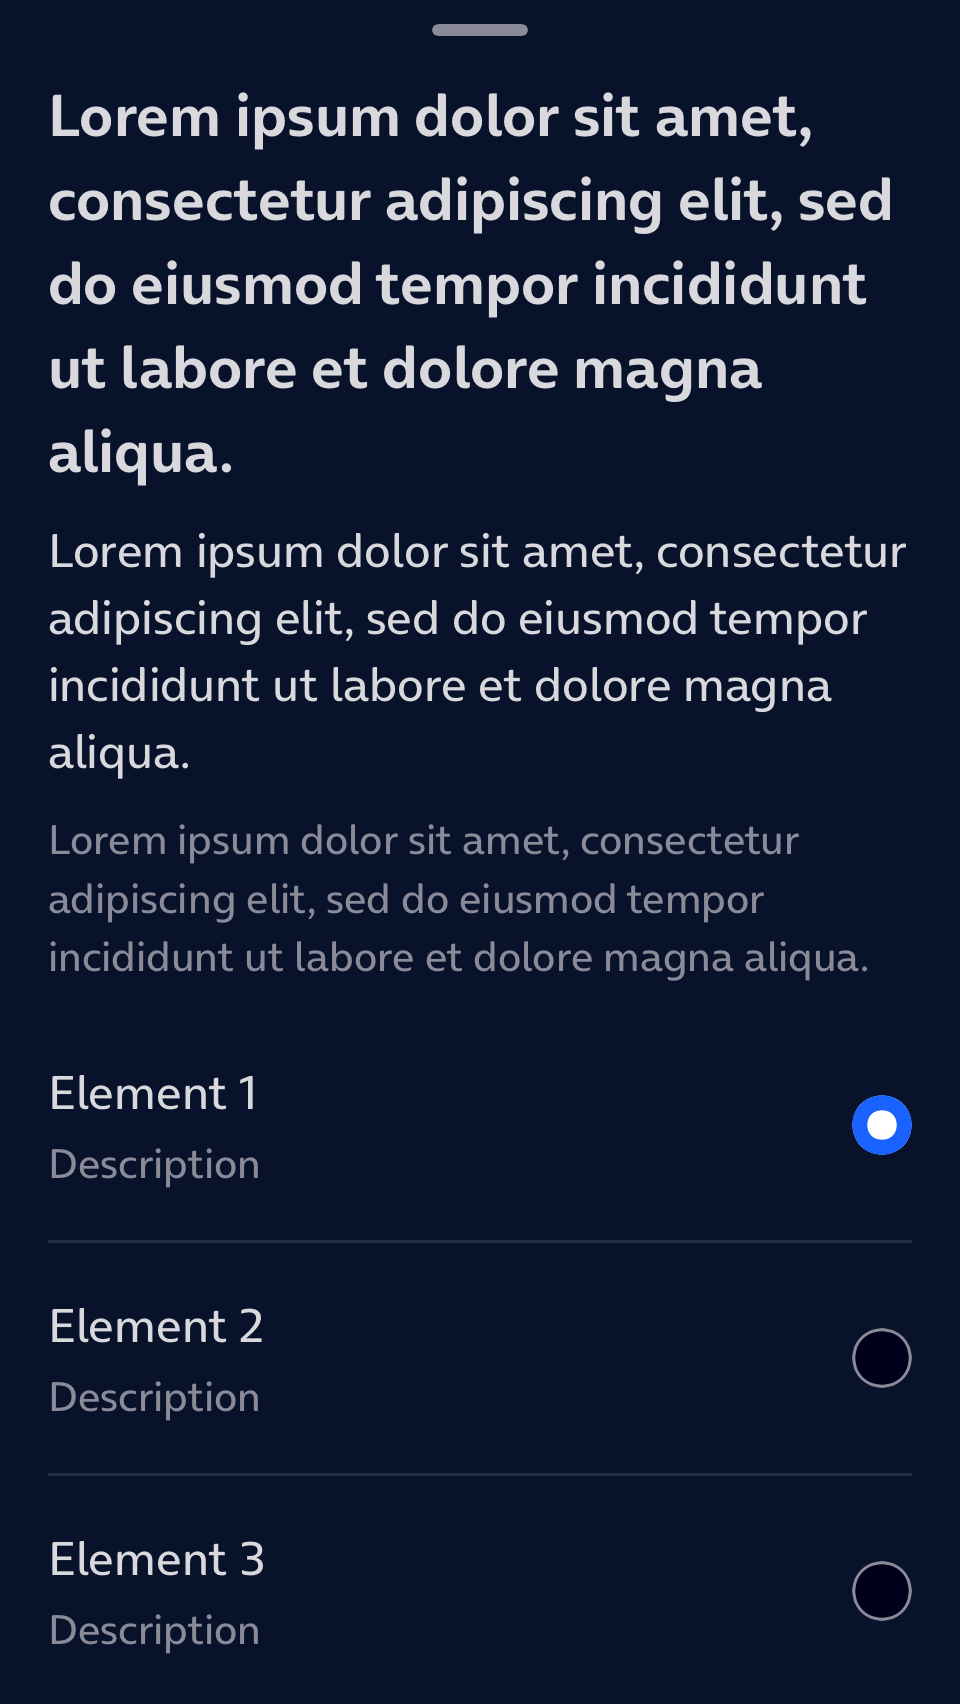 Lorem ipsum dolor sit amet,
consectetur adipiscing elit, sed
do eiusmod tempor incididunt
ut labore et dolore magna
aliqua.
Lorem ipsum dolor sit amet, consectetur
adipiscing elit, sed do eiusmod tempor
incididunt ut labore et dolore magna
aliqua.
Lorem ipsum dolor sit amet, consectetur
adipiscing elit, sed do eiusmod tempor
incididunt ut labore et dolore magna aliqua.
Element 1
Description
Element 2
Description
Element 3
Description